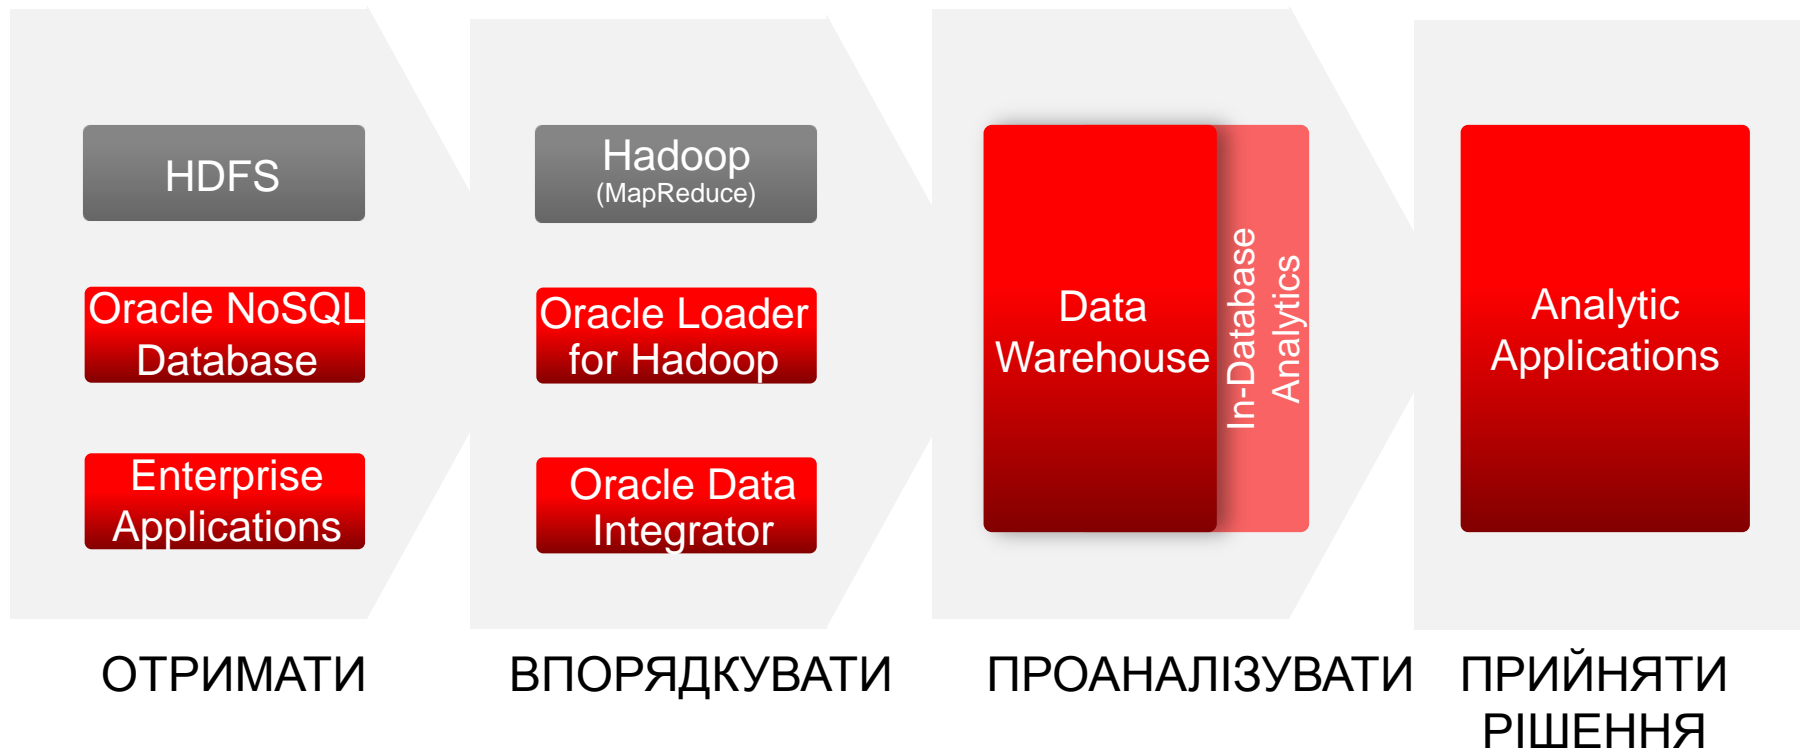 HDFS
Oracle NoSQL
Database
Enterprise
Applications
Hadoop
(MapReduce)
Oracle Loader
for Hadoop
Oracle Data
Integrator
Data
Warehouse
In-Database
Analytics
Analytic
Applications
ОТРИМАТИ
ВПОРЯДКУВАТИ
ПРОАНАЛІЗУВАТИ
ПРИЙНЯТИ
РІШЕННЯ